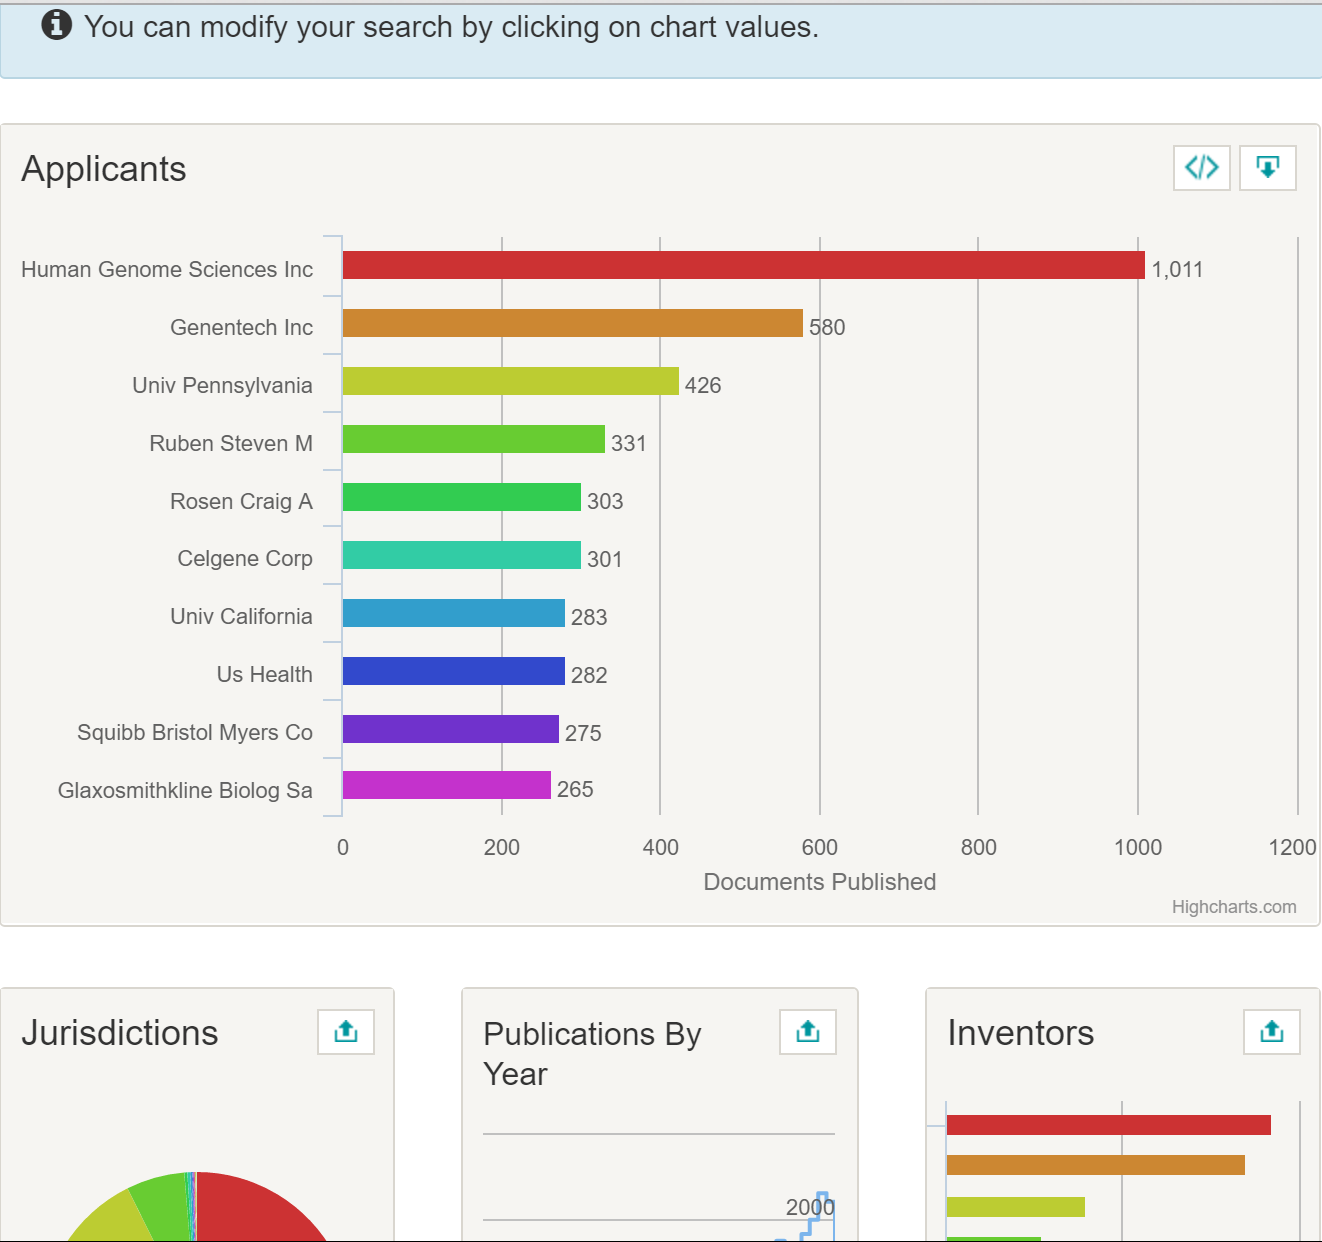 You can modify your search by clicking on chart values.
Applicants
Human Genome Sciences Inc 1,011
Genentech Inc 580
Univ Pennsylvania 426
Ruben Steven M 331
Rosen Craig A 303
Celgene Corp 301
Univ California 283
Us Health 282
Squibb Bristol Myers Co 275
Glaxosmithkline Biolog Sa 265
0 200 400 600 800 1000 1200
Documents Published
Highcharts.com
Jurisdictions
Publications By
Year
2000
Inventors